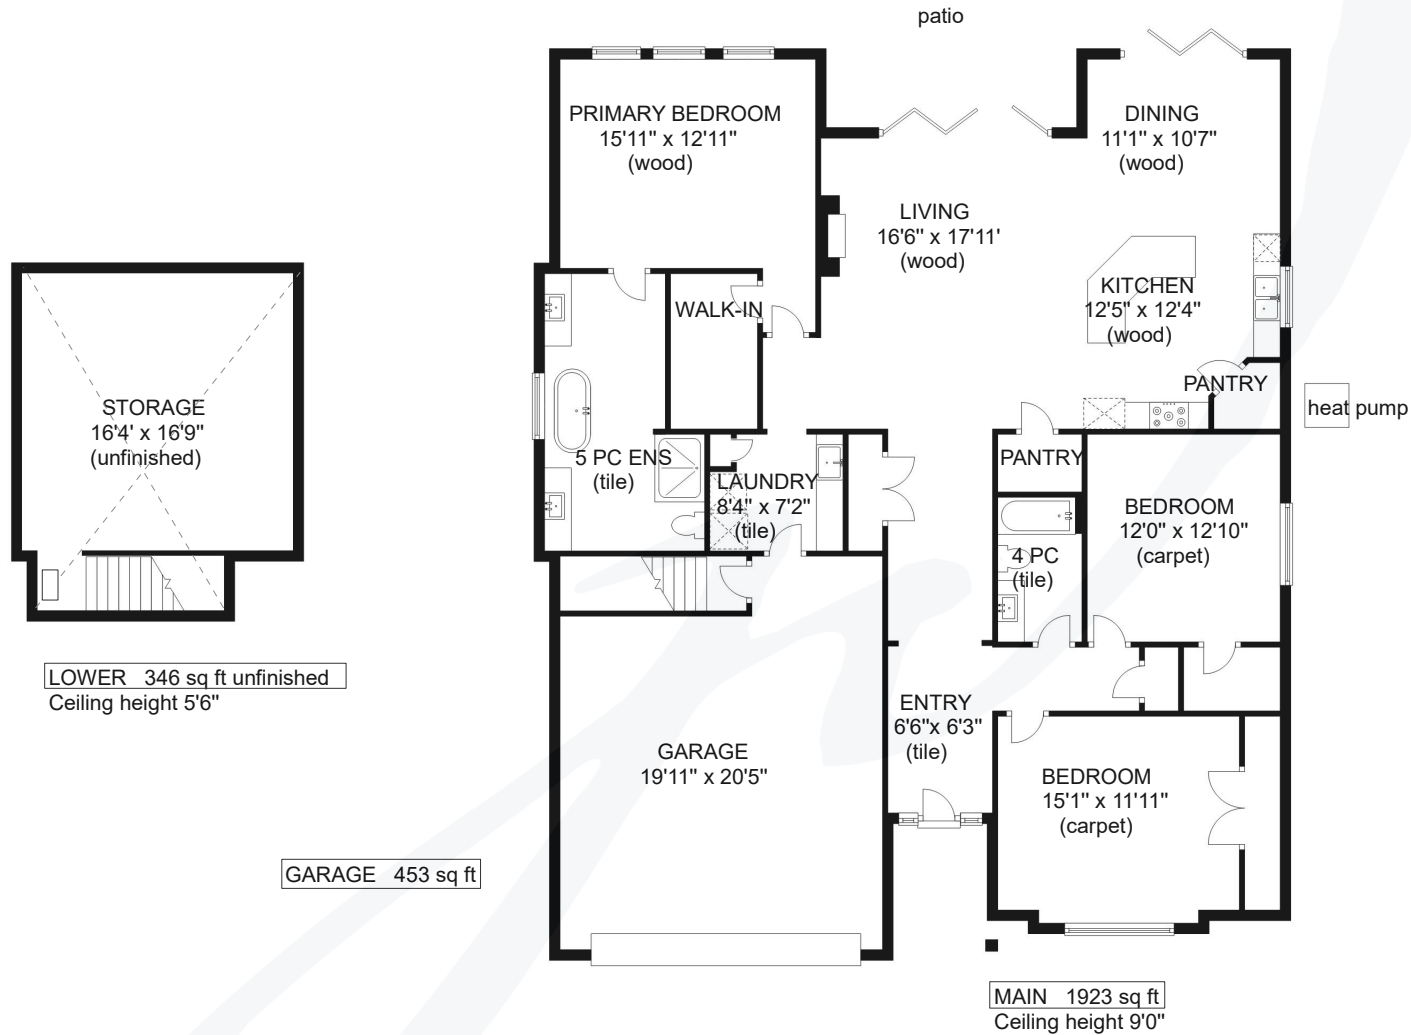 patio
PRIMARY BEDROOM
15'11" x 12'11"
(wood)
DINING
11'1" x 10'7"
(wood)
LIVING
16'6" x 17'11'
(wood)
KITCHEN
12'5" x 12'4"
(wood)
WALK-IN
PANTRY
heat pump
STORAGE
16'4' x 16'9"
(unfinished)
5 PC ENS
(tile)
LAUNDRY
8'4" x 7'2"
(tile)
PANTRY
BEDROOM
12'0" x 12'10"
(carpet)
4 PC
(tile)
LOWER 346 sq ft unfinished
Ceiling height 5'6"
ENTRY
6'6"x 6'3"
(tile)
GARAGE
19'11" x 20'5"
BEDROOM
15'1" x 11'11"
(carpet)
GARAGE 453 sq ft
MAIN 1923 sq ft
Ceiling height 9'0"